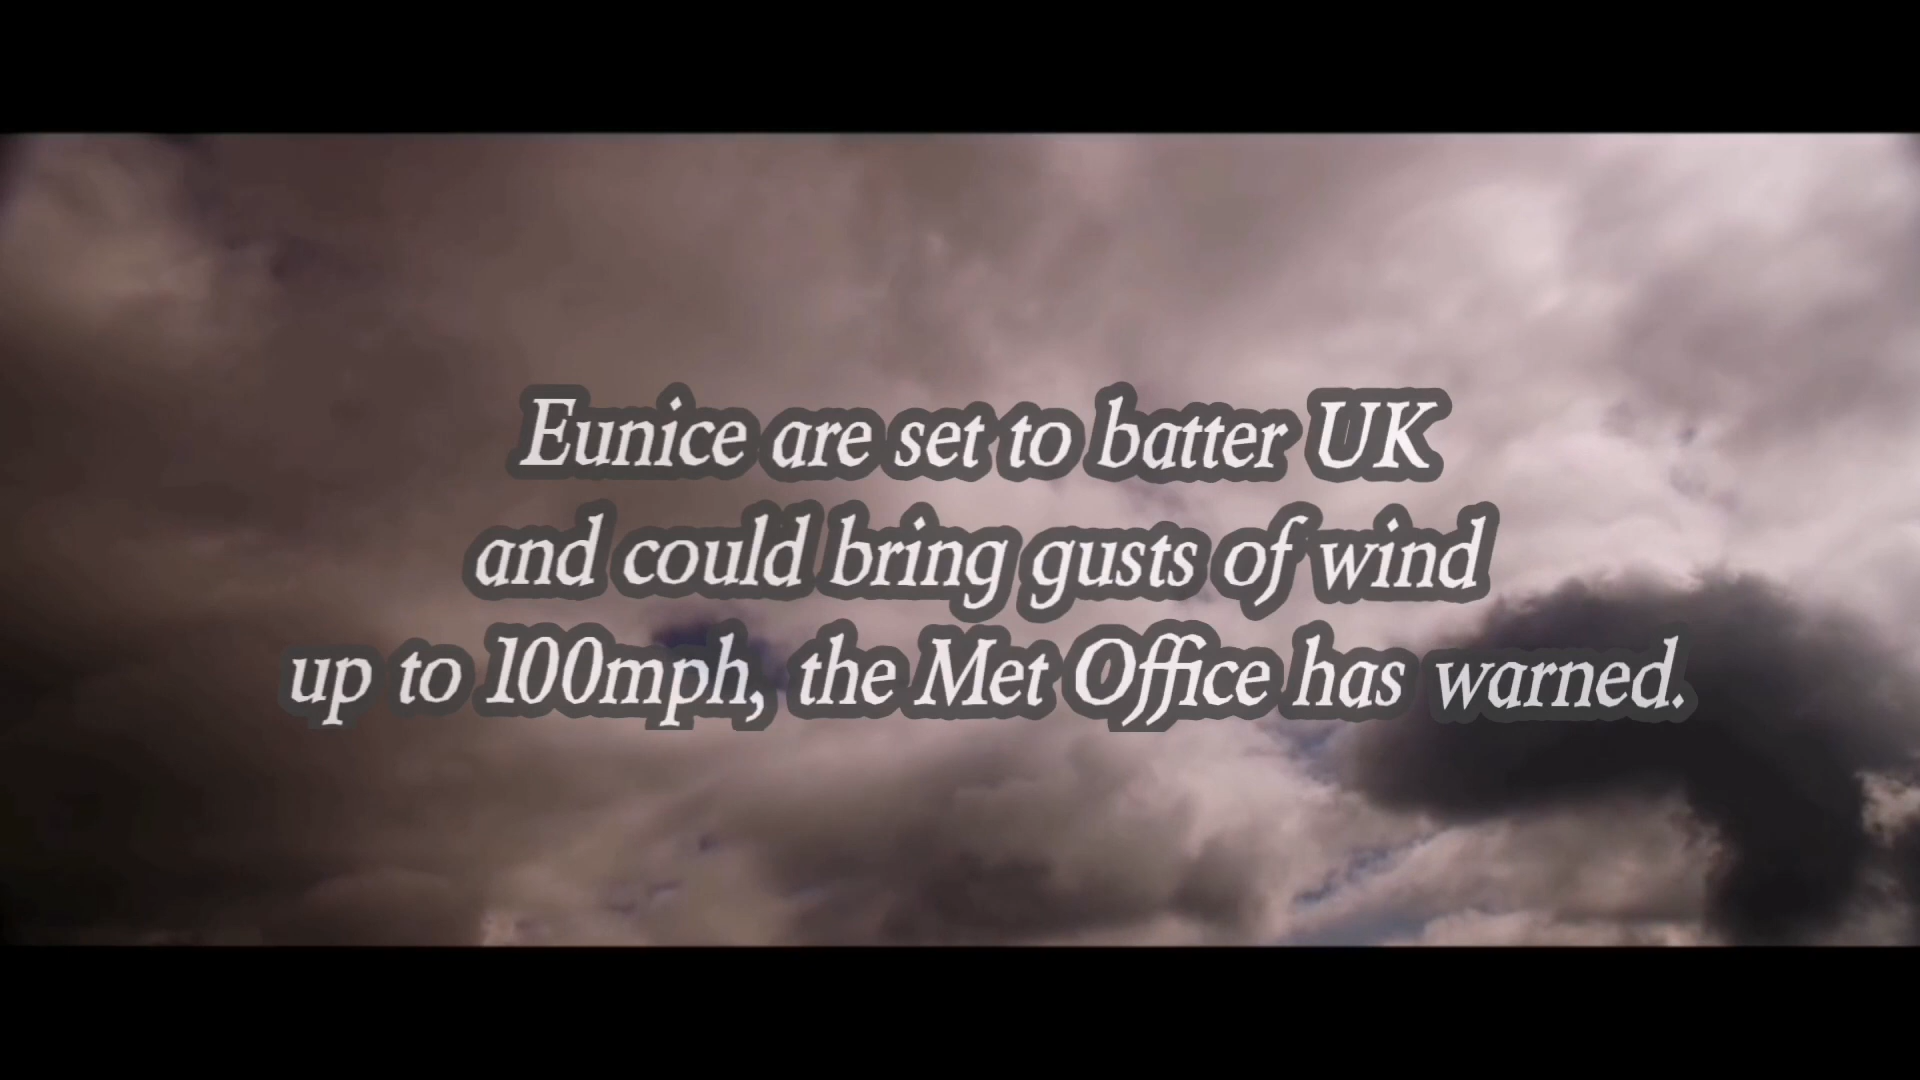 Eunice are set to batter UK
and could bring gusts of wind
up to 100mph, the Met Office has warned.